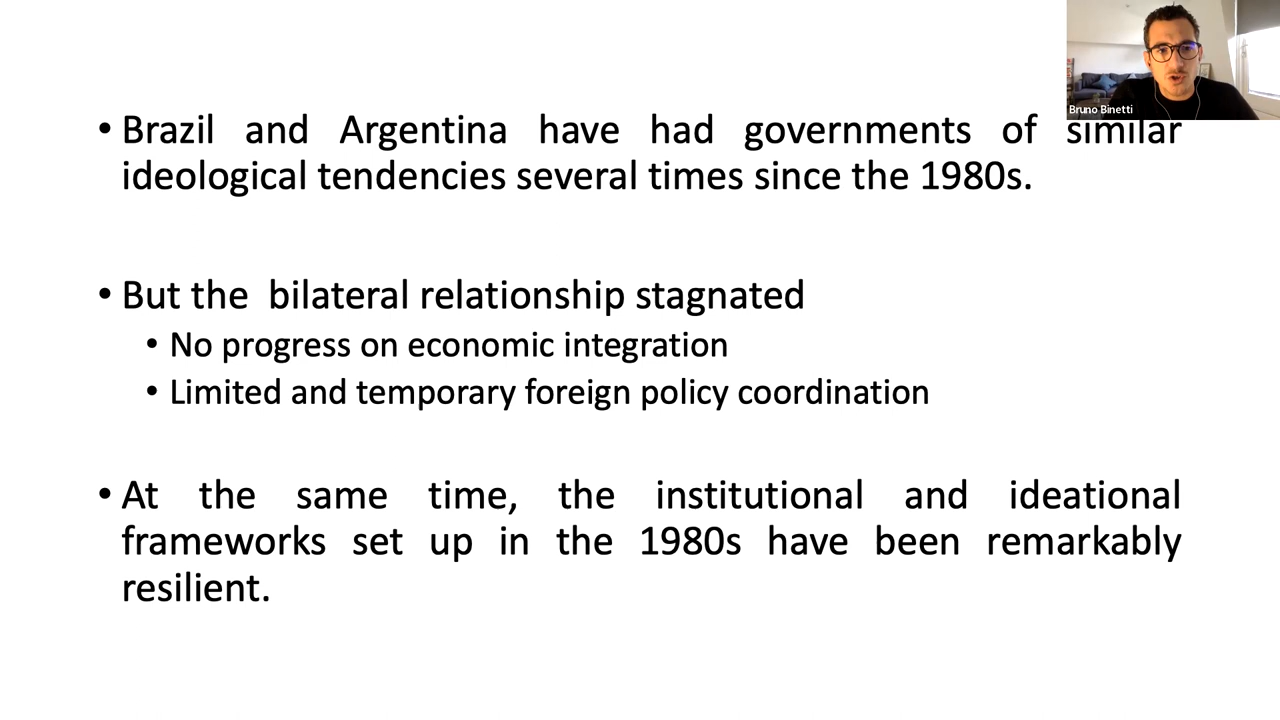 Bruno Binetti
• Brazil and Argentina have had governments of similar
ideological tendencies several times since the 1980s.
• But the bilateral relationship stagnated
• No progress on economic integration
• Limited and temporary foreign policy coordination
• At the same time, the institutional and ideational
frameworks set up in the 1980s have been remarkably
resilient.